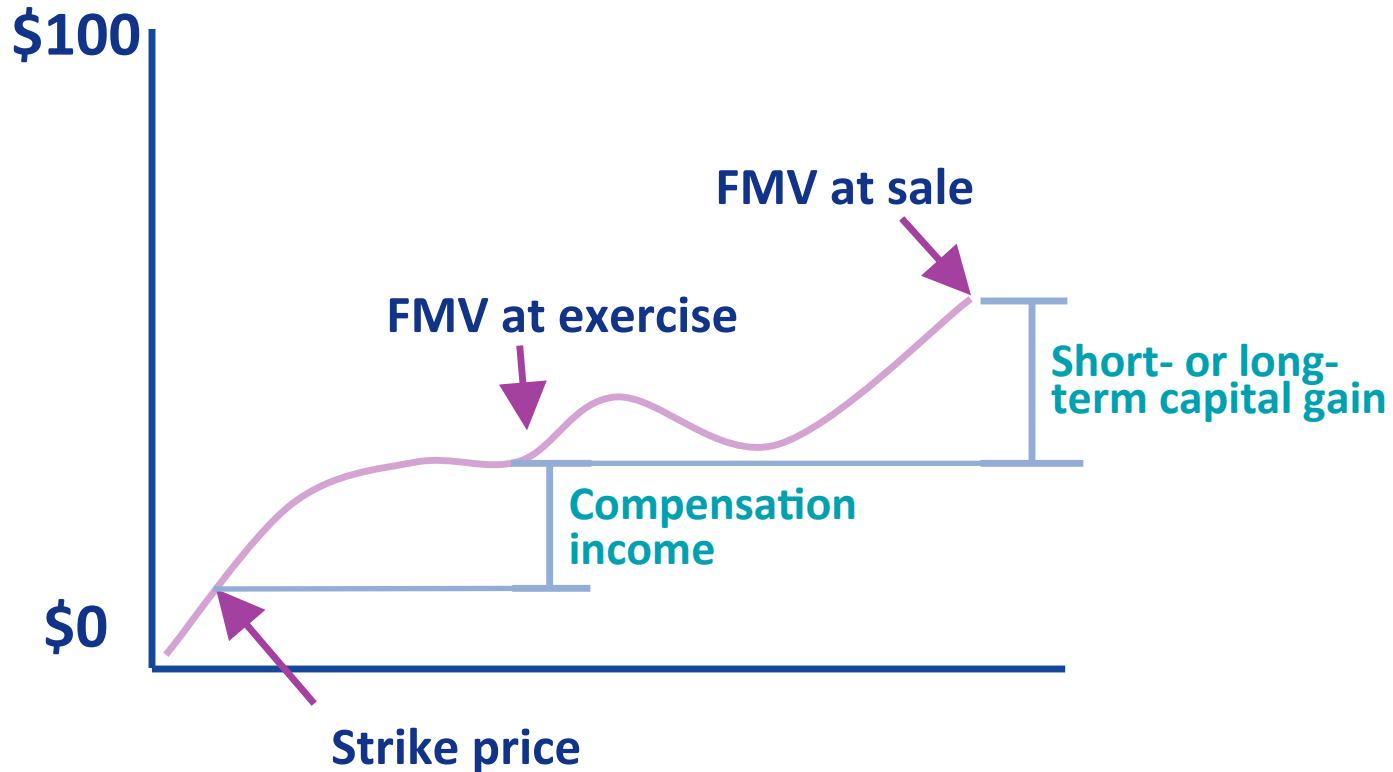 $100
FMV at sale
FMV at exercise
Short- or long-
term capital gain
Compensation
income
$0
Strike price